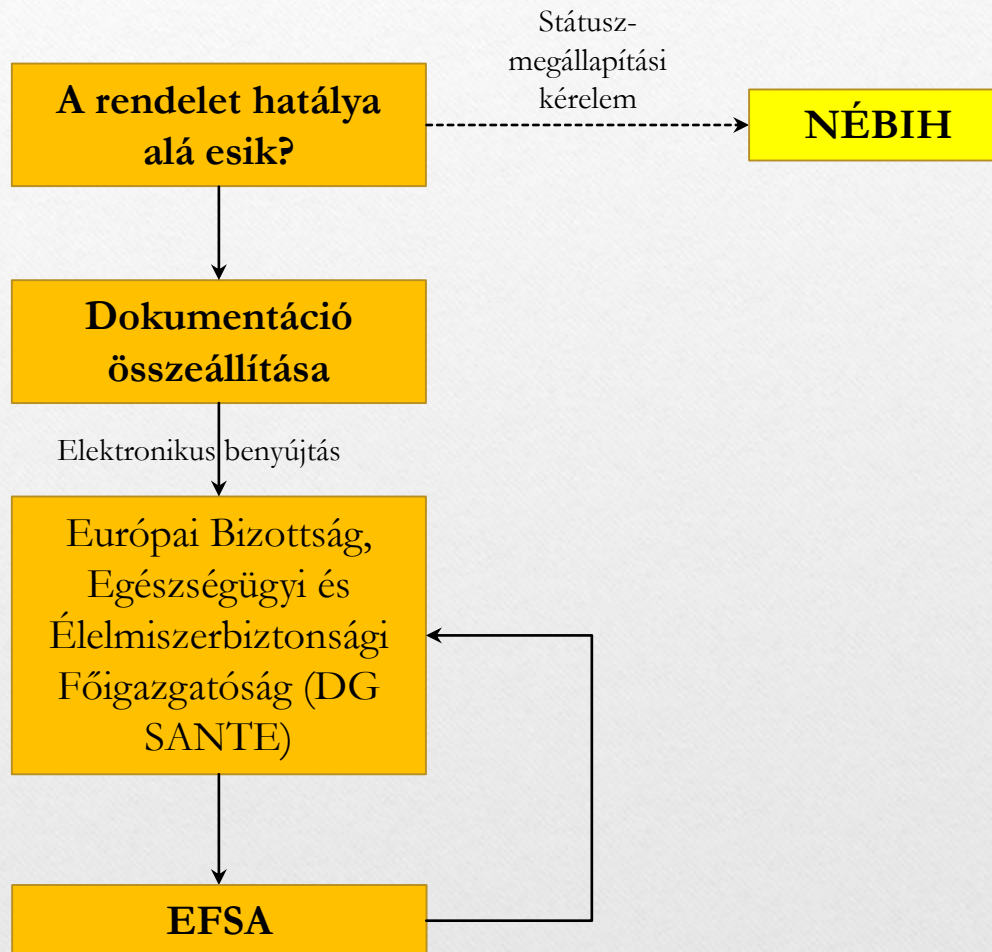 Státusz-
megállapítási
kérelem
A rendelet hatálya
alá esik?
NÉBIH
Dokumentáció
összeállítása
Elektronikus benyújtás
Európai Bizottság,
Egészségügyi és
Élelmiszerbiztonsági
Főigazgatóság (DG
SANTE)
EFSA